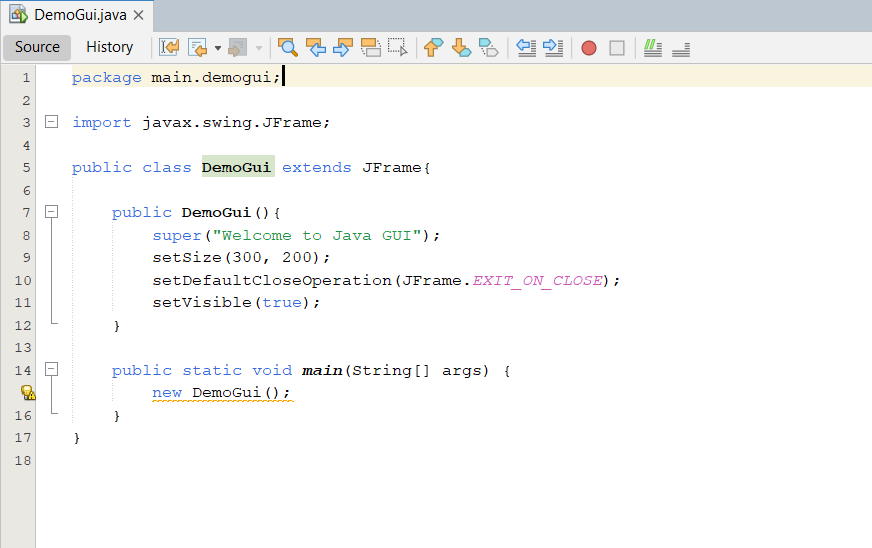 DemoGui.java
Source History
1 package main.demogui;
2
3 import javax.swing.JFrame;
4
5 public class DemoGui extends JFrame{
6
7     public DemoGui(){
8         super("Welcome to Java GUI");
9         setSize(300, 200);
10         setDefaultCloseOperation(JFrame.EXIT_ON_CLOSE);
11         setVisible(true);
12     }
13
14     public static void main(String[] args) {
        new DemoGui();
16     }
17 }
18